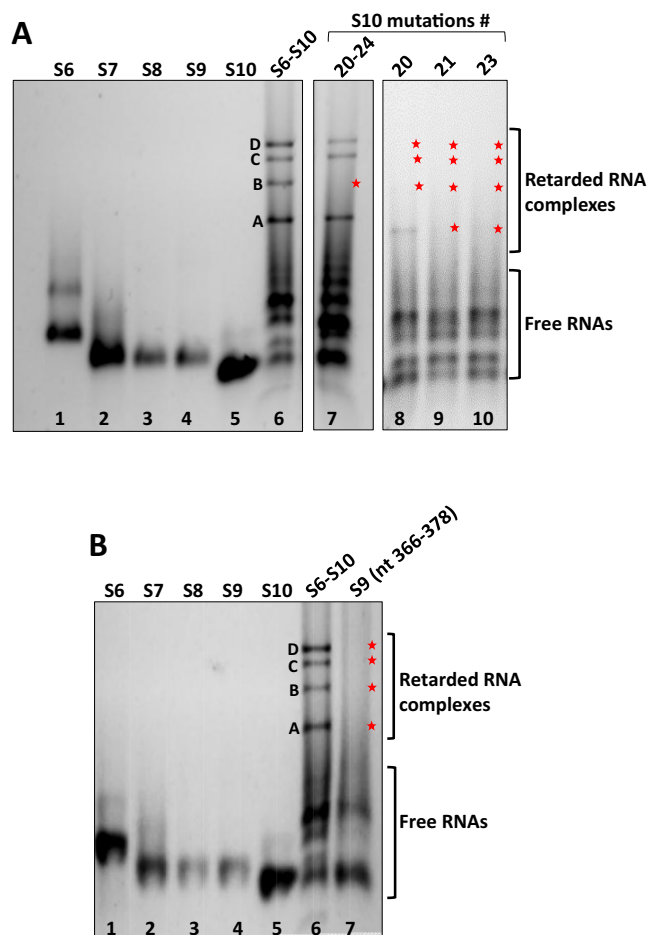 A
S10 mutations #
S6 S7 S8 S9 S10 S6-S10 20-24 20 21 23
D
C
B
A
Retarded RNA
complexes
Free RNAs
1 2 3 4 5 6 7 8 9 10
B
S6 S7 S8 S9 S10 S6-S10 S9 (nt 366-378)
D
C
B
A
Retarded RNA
complexes
Free RNAs
1 2 3 4 5 6 7